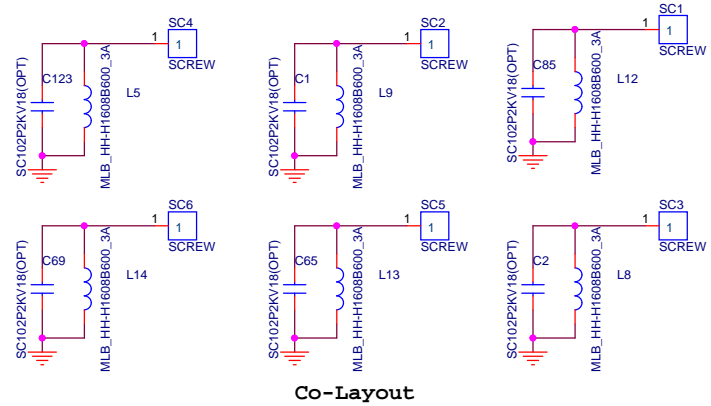 SC4
1
1
SCREW
C123
L5
SC102P2KV18(OPT)
MLB_HH-H1608B600_3A
SC2
1
1
SCREW
C1
L9
SC102P2KV18(OPT)
MLB_HH-H1608B600_3A
SC1
1
1
SCREW
C85
L12
SC102P2KV18(OPT)
MLB_HH-H1608B600_3A
SC6
1
1
SCREW
C69
L14
SC102P2KV18(OPT)
MLB_HH-H1608B600_3A
SC5
1
1
SCREW
C65
L13
SC102P2KV18(OPT)
MLB_HH-H1608B600_3A
SC3
1
1
SCREW
C2
L8
SC102P2KV18(OPT)
MLB_HH-H1608B600_3A
Co-Layout